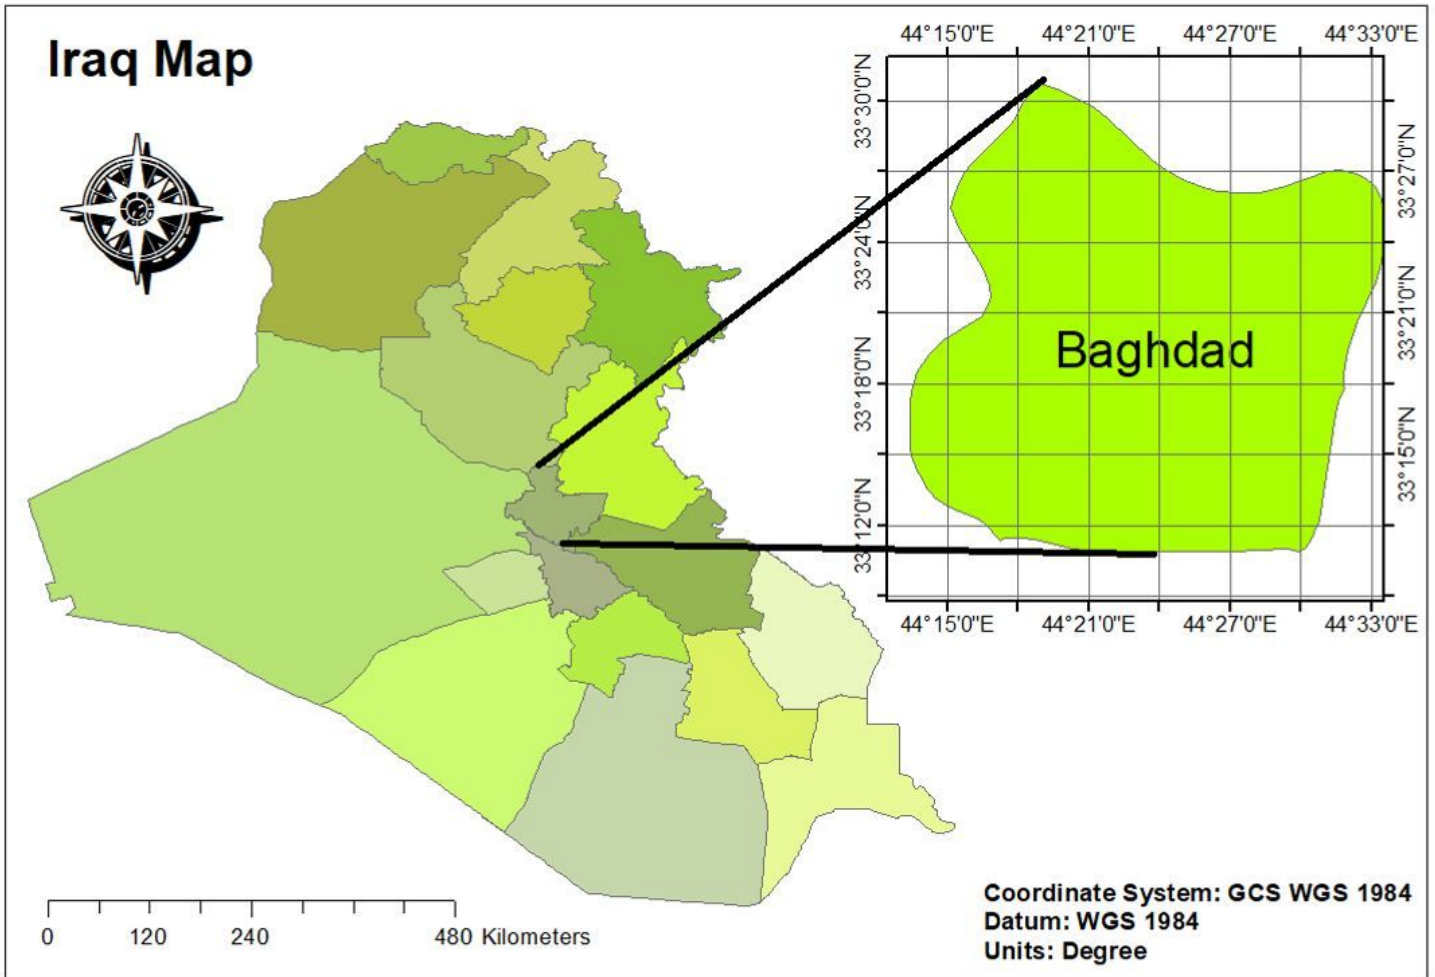 Iraq Map
44°15'0"E 44°21'0"E 44°27'0"E 44°33'0"E
33°30'0"N
33°24'0"N
33°18'0"N
33°12'0"N
33°27'0"N
33°21'0"N
33°15'0"N
Baghdad
44°15'0"E 44°21'0"E 44°27'0"E 44°33'0"E
0 120 240 480 Kilometers
Coordinate System: GCS WGS 1984
Datum: WGS 1984
Units: Degree